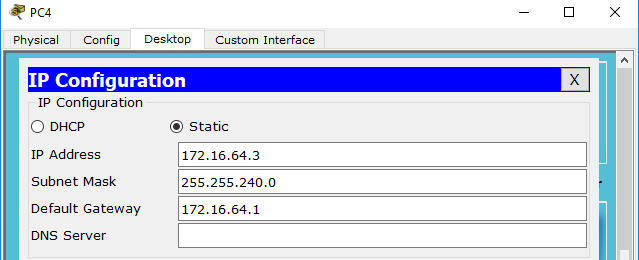 PC4
Physical Config Desktop Custom Interface
IP Configuration X
IP Configuration
DHCP Static
IP Address 172.16.64.3
Subnet Mask 255.255.240.0
Default Gateway 172.16.64.1
DNS Server